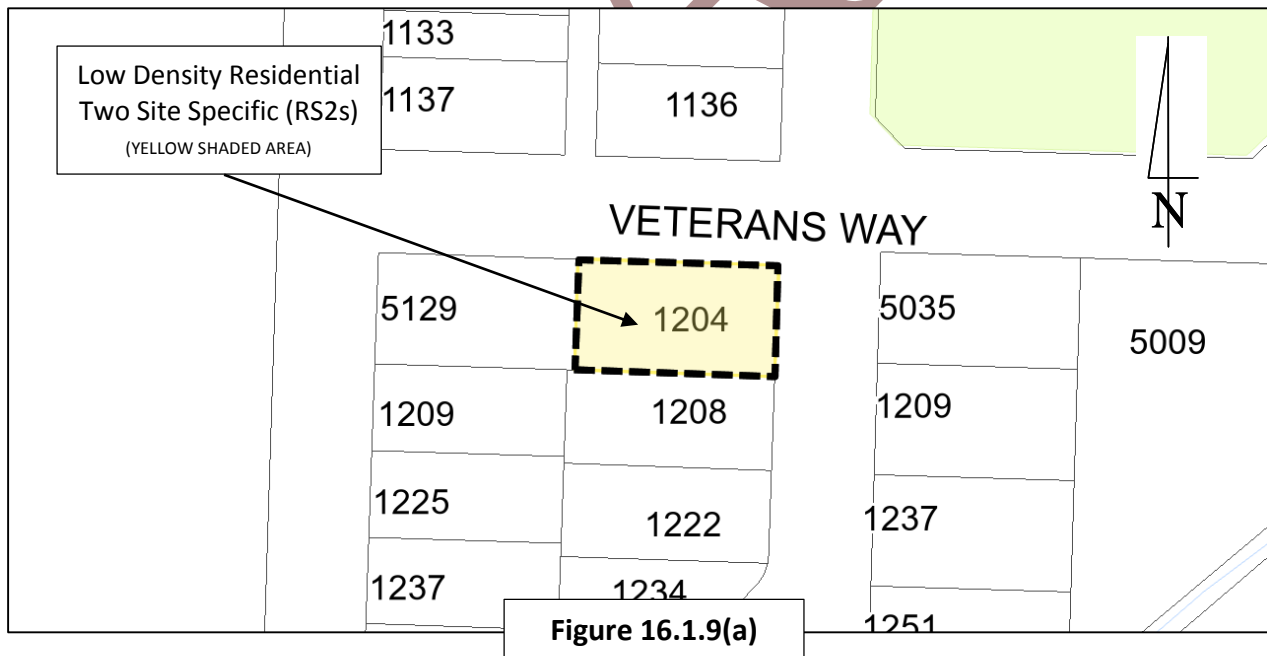 1133
Low Density Residential
Two Site Specific (RS2s)
(YELLOW SHADED AREA)
1137
1136
N
VETERANS WAY
5129
1204
5035
5009
1209
1208
1209
1225
1222
1237
1237
1234
1251
Figure 16.1.9(a)